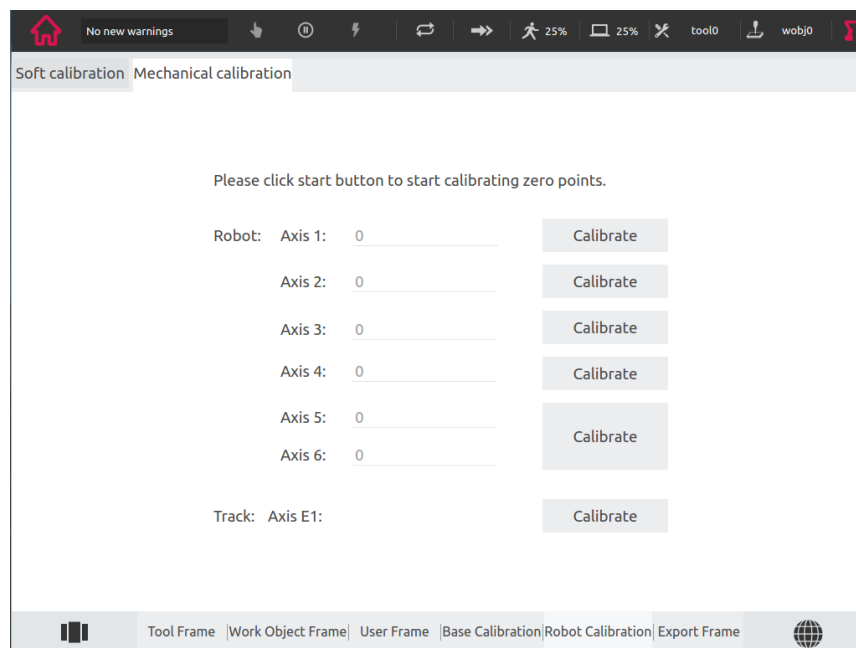 No new warnings 25% 25% tool0 wobj0
Soft calibration Mechanical calibration
Please click start button to start calibrating zero points.
Robot: Axis 1: 0 Calibrate
Axis 2: 0 Calibrate
Axis 3: 0 Calibrate
Axis 4: 0 Calibrate
Axis 5: 0
Calibrate
Axis 6: 0
Track: Axis E1: Calibrate
Tool Frame Work Object Frame User Frame Base Calibration Robot Calibration Export Frame